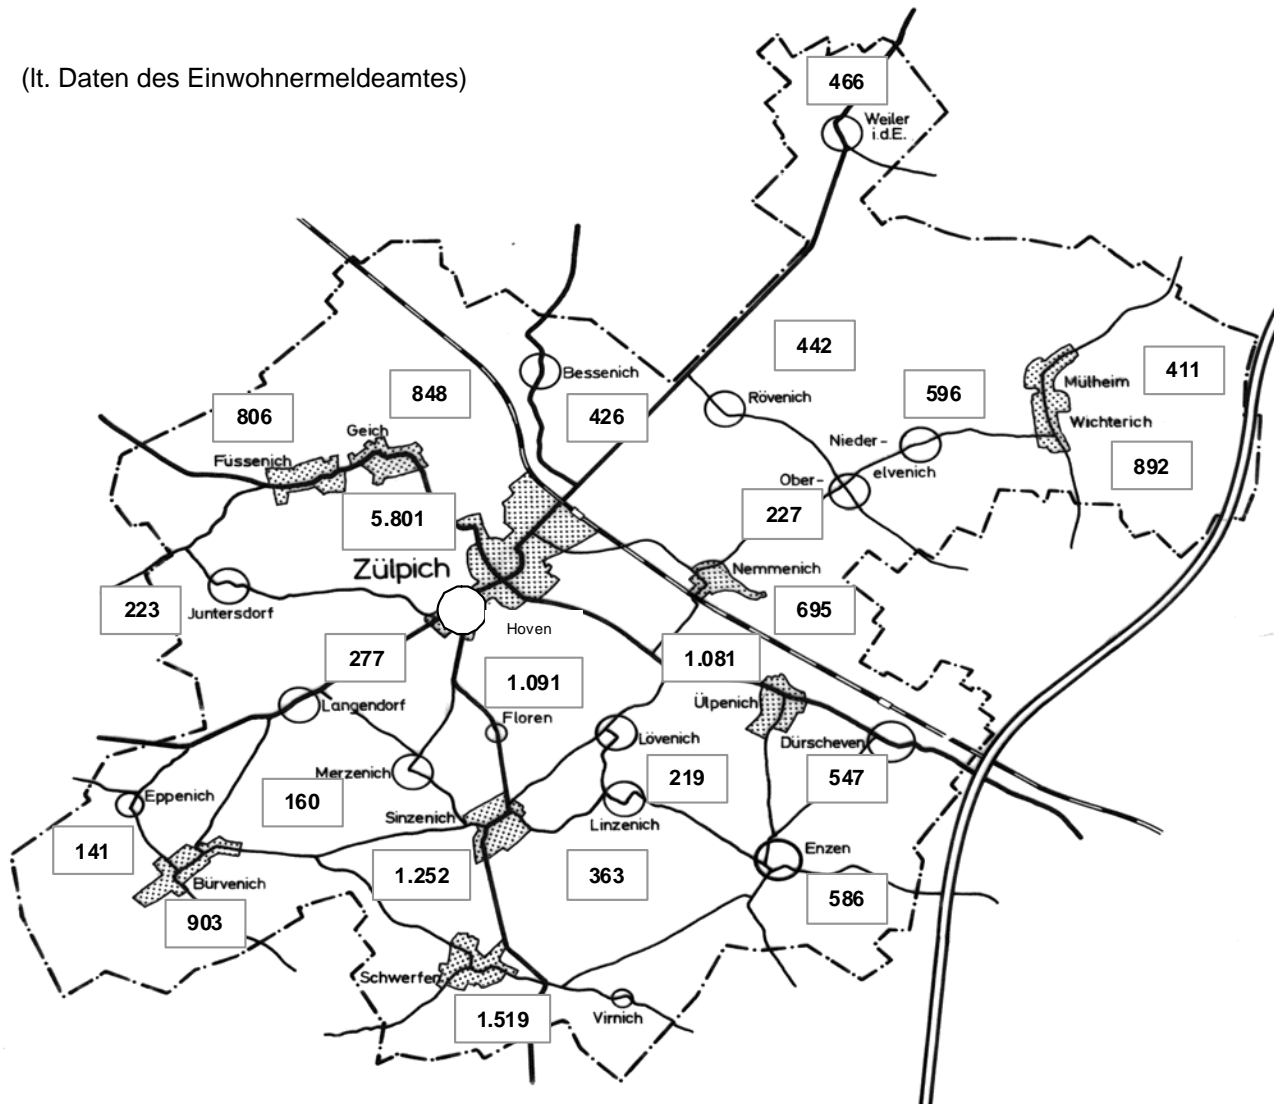 (lt. Daten des Einwohnermeldeamtes)
466
Weiler
i.d.E.
442
Bessenich
848
806
426
Rövenich
596
Mülheim
411
Wichterich
Geich
Füssenich
Nieder-
elvenich
892
Ober-
5.801
227
Zülpich
Nemmenich
223
Juntersdorf
695
Hoven
277
1.091
1.081
Langendorf
Floren
Ülpenich
Lövenich
Dürscheven
Merzenich
219
547
Eppenich
160
Sinzenich
Linzenich
141
Enzen
Bürvenich
1.252
363
586
903
Schwerfen
1.519
Virnich